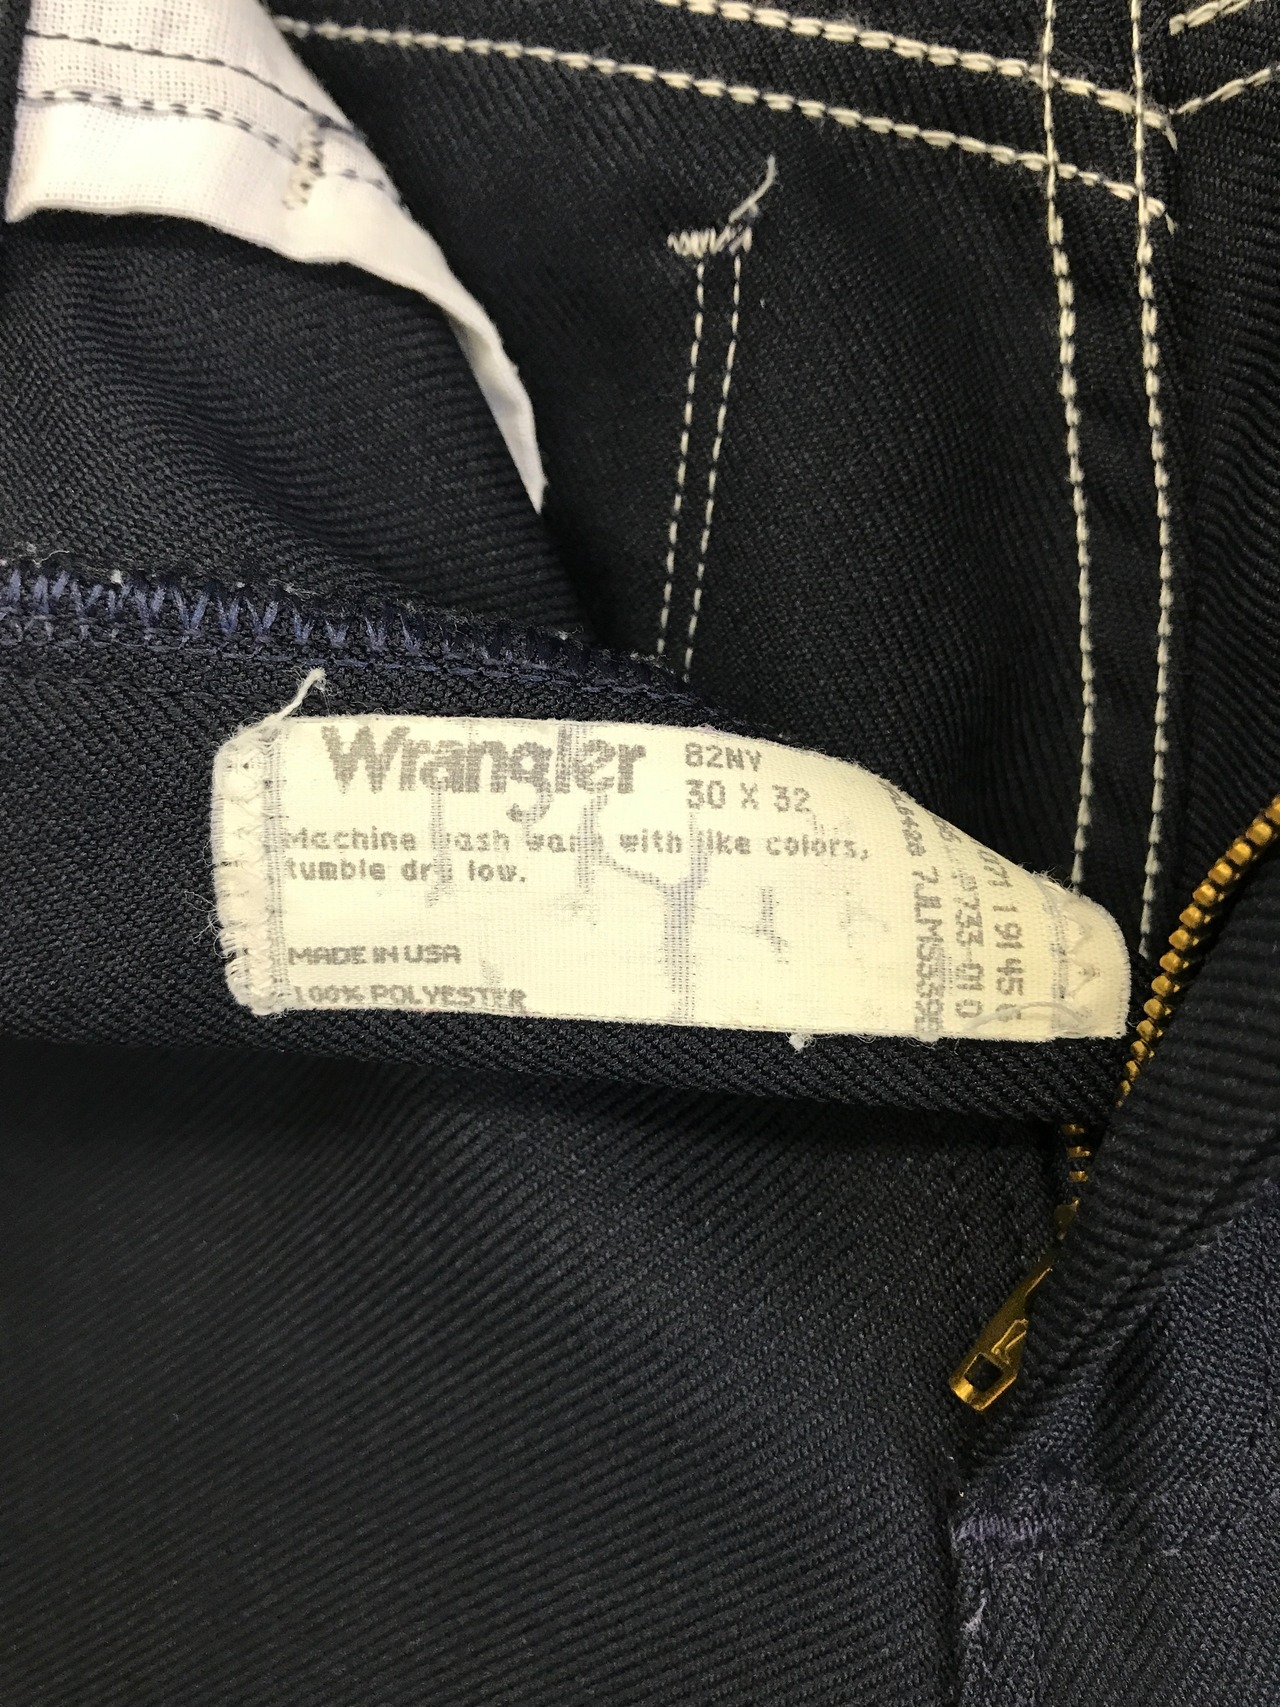 Wrangler 82NV
30 X 32
Machine wash warm with like colors,
tumble dry low.
MADE IN USA
100% POLYESTER